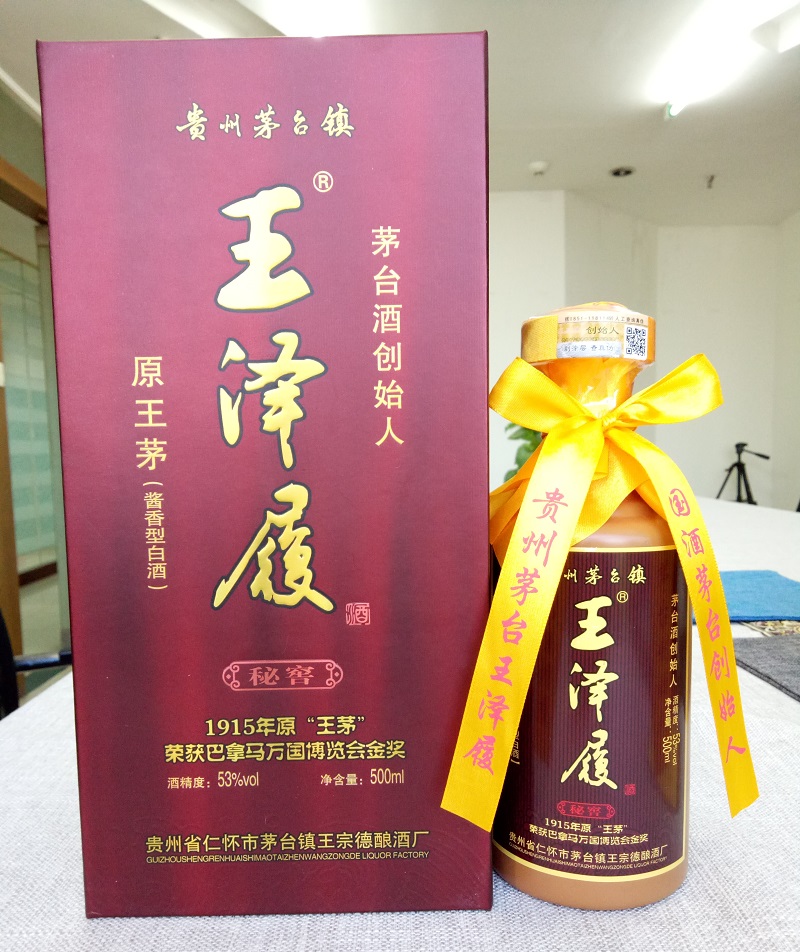 贵州茅台镇
王泽履®
茅台酒创始人
原王茅(酱香型白酒)
酒
秘窖
1915年原“王茅”
荣获巴拿马万国博览会金奖
酒精度：53%vol 净含量：500ml
贵州省仁怀市茅台镇王宗德酿酒厂
GUIZHOUSHENGRENHUAISHIMAOTAIZHENWANGZONGDE LIQUOR FACTORY
创始人
贵州茅台王泽履
国酒茅台创始人
州茅台镇
王泽履®
茅台酒创始人
酒精度：53%vol
净含量：500ml
酒
秘窖
1915年原“王茅”
荣获巴拿马万国博览会金奖
贵州省仁怀市茅台镇王宗德酿酒厂
GUIZHOUSHENGRENHUAISHIMAOTAIZHENWANGZONGDE LIQUOR FACTORY